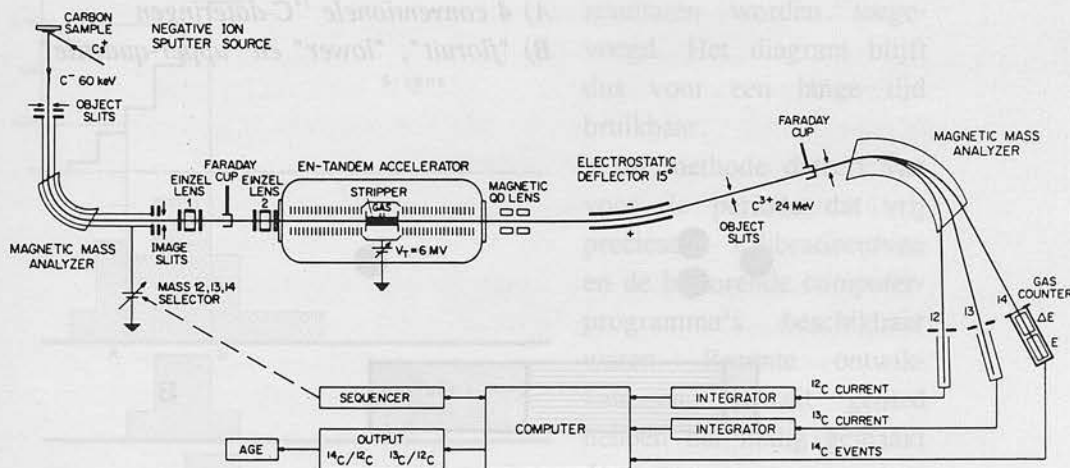 CARBON
SAMPLE
NEGATIVE ION
SPUTTER SOURCE
Cs⁺
C⁻ 60 keV
OBJECT
SLITS
MAGNETIC MASS
ANALYZER
IMAGE
SLITS
EINZEL
LENS
1
FARADAY
CUP
EINZEL
LENS
2
EN-TANDEM ACCELERATOR
STRIPPER
GAS
V_T = 6 MV
MAGNETIC
QD LENS
ELECTROSTATIC
DEFLECTOR 15°
+
FARADAY
CUP
C³⁺ 24 MeV
OBJECT
SLITS
MAGNETIC MASS
ANALYZER
12
13
14
GAS
COUNTER
ΔE
E
MASS 12,13,14
SELECTOR
SEQUENCER
COMPUTER
INTEGRATOR
¹²C CURRENT
INTEGRATOR
¹³C CURRENT
¹⁴C EVENTS
AGE
OUTPUT
¹⁴C/¹²C ¹³C/¹²C